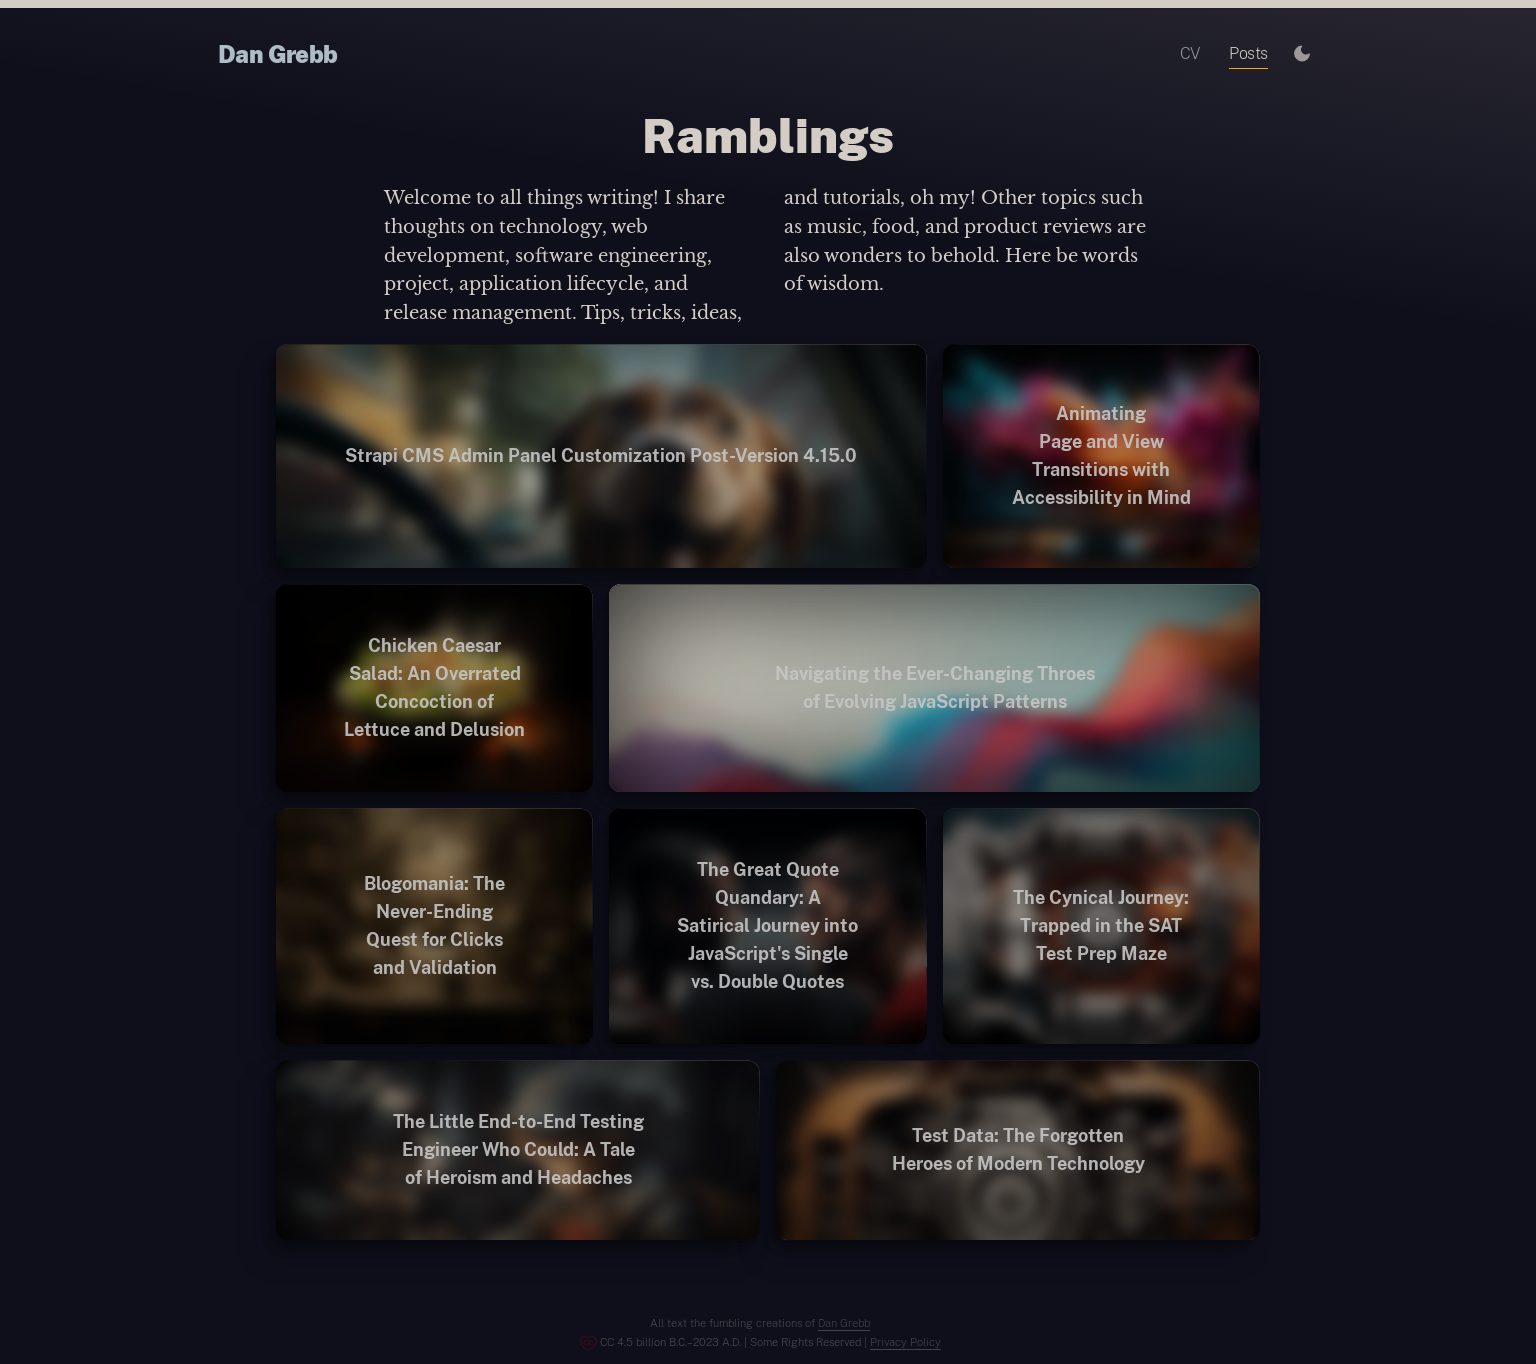 Dan Grebb
CV
Posts
Ramblings
Welcome to all things writing! I share
thoughts on technology, web
development, software engineering,
project, application lifecycle, and
release management. Tips, tricks, ideas,
and tutorials, oh my! Other topics such
as music, food, and product reviews are
also wonders to behold. Here be words
of wisdom.
Strapi CMS Admin Panel Customization Post-Version 4.15.0
Animating
Page and View
Transitions with
Accessibility in Mind
Chicken Caesar
Salad: An Overrated
Concoction of
Lettuce and Delusion
Navigating the Ever-Changing Throes
of Evolving JavaScript Patterns
Blogomania: The
Never-Ending
Quest for Clicks
and Validation
The Great Quote
Quandary: A
Satirical Journey into
JavaScript's Single
vs. Double Quotes
The Cynical Journey:
Trapped in the SAT
Test Prep Maze
The Little End-to-End Testing
Engineer Who Could: A Tale
of Heroism and Headaches
Test Data: The Forgotten
Heroes of Modern Technology
All text the fumbling creations of Dan Grebb
CC 4.5 billion B.C.–2023 A.D. | Some Rights Reserved | Privacy Policy